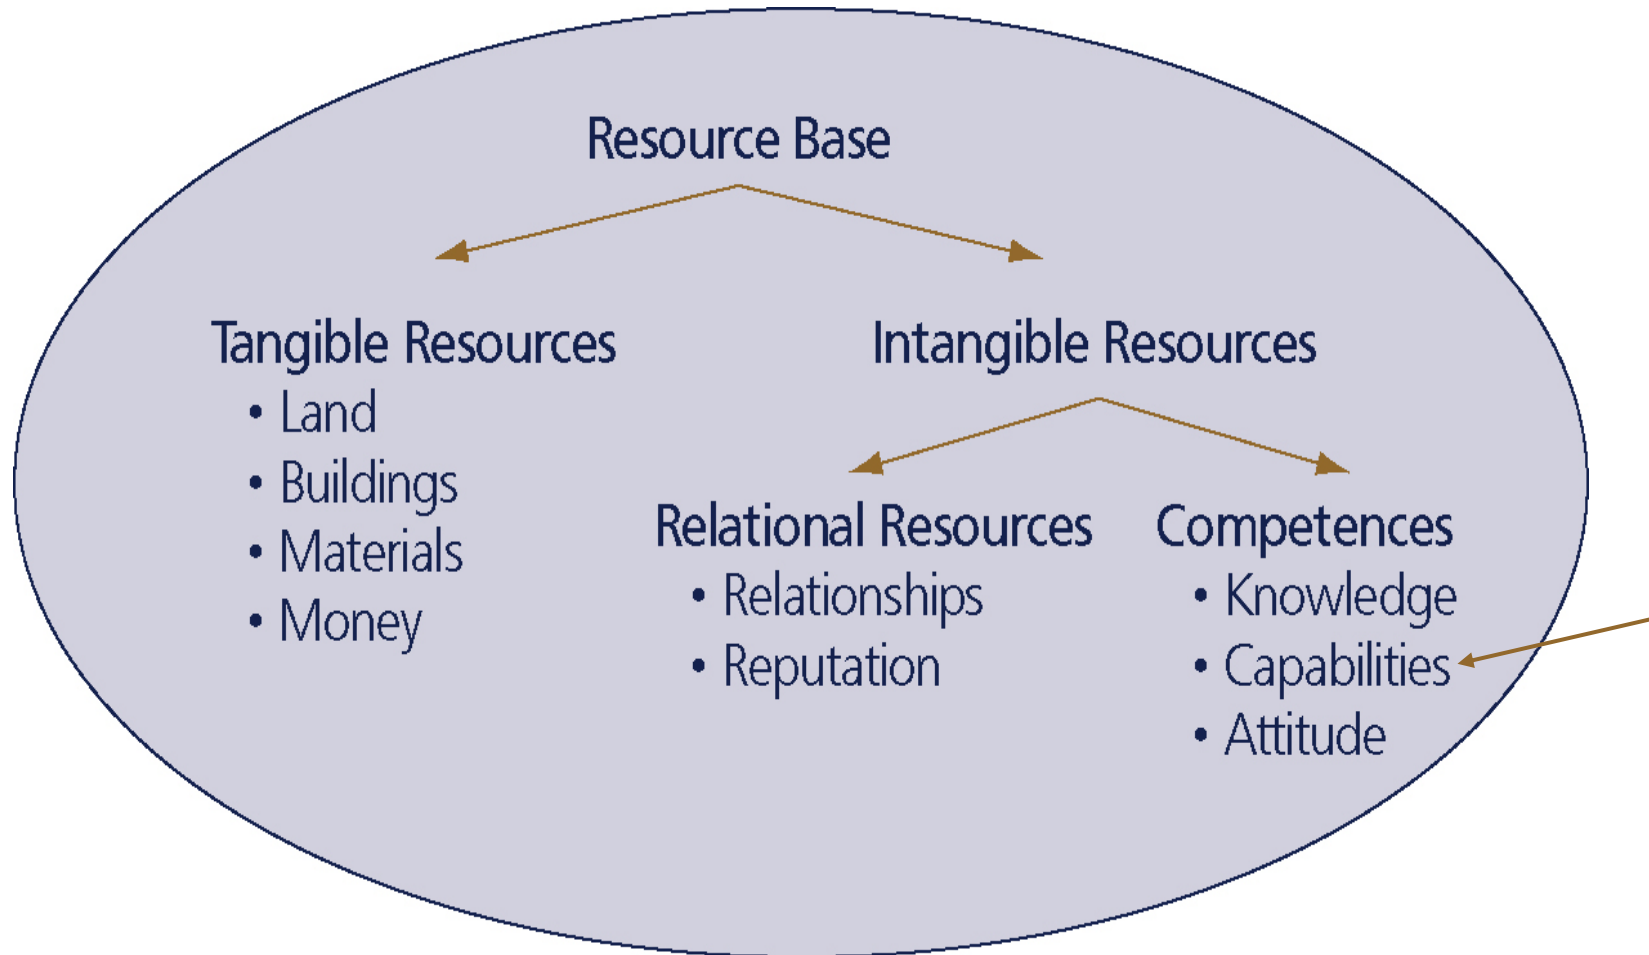 Resource Base
Tangible Resources
• Land
• Buildings
• Materials
• Money
Intangible Resources
Relational Resources
• Relationships
• Reputation
Competences
• Knowledge
• Capabilities
• Attitude